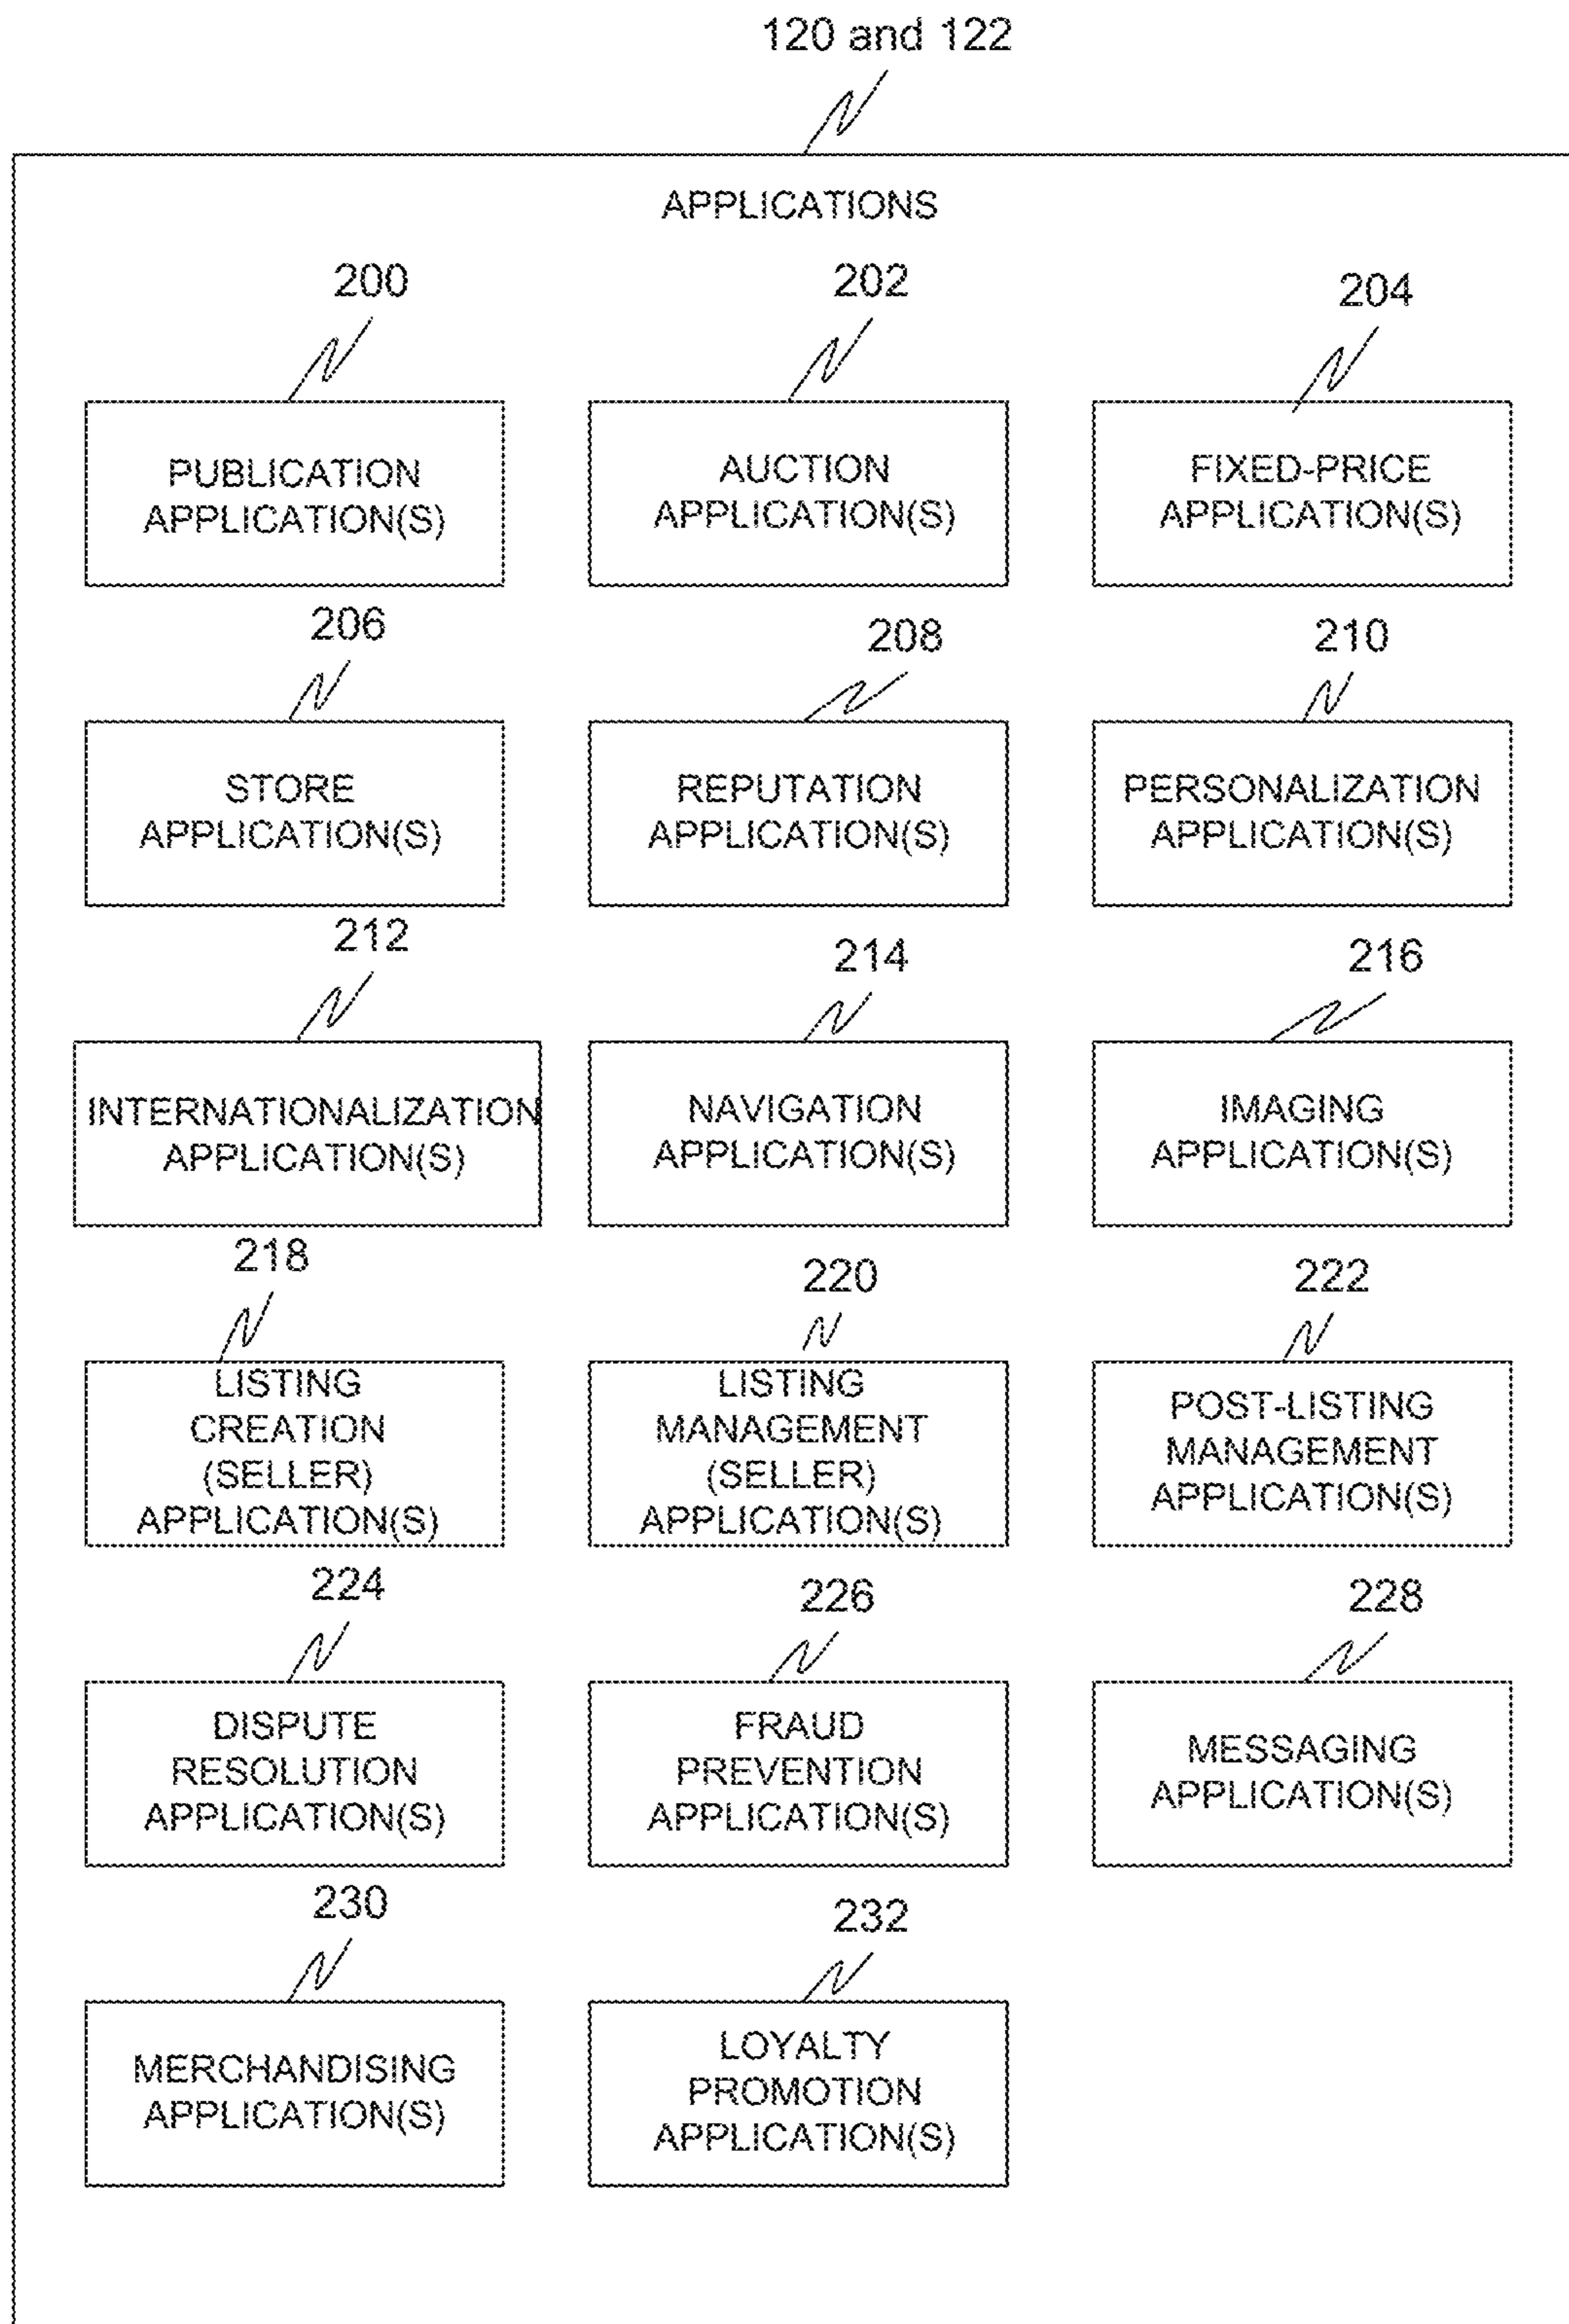 120 and 122
APPLICATIONS
200
202
204
PUBLICATION
APPLICATION(S)
AUCTION
APPLICATION(S)
FIXED-PRICE
APPLICATION(S)
206
208
210
STORE
APPLICATION(S)
REPUTATION
APPLICATION(S)
PERSONALIZATION
APPLICATION(S)
212
214
216
INTERNATIONALIZATION
APPLICATION(S)
NAVIGATION
APPLICATION(S)
IMAGING
APPLICATION(S)
218
220
222
LISTING
CREATION
(SELLER)
APPLICATION(S)
LISTING
MANAGEMENT
(SELLER)
APPLICATION(S)
POST-LISTING
MANAGEMENT
APPLICATION(S)
224
226
228
DISPUTE
RESOLUTION
APPLICATION(S)
FRAUD
PREVENTION
APPLICATION(S)
MESSAGING
APPLICATION(S)
230
232
MERCHANDISING
APPLICATION(S)
LOYALTY
PROMOTION
APPLICATION(S)